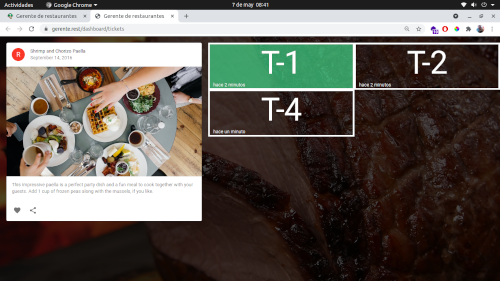 Actividades
Google Chrome
7 de may 08:41
Gerente de restaurantes
Gerente de restaurantes
gerente.rest/dashboard/tickets
R
Shrimp and Chorizo Paella
September 14, 2016
This impressive paella is a perfect party dish and a fun meal to cook together with your
guests. Add 1 cup of frozen peas along with the mussels, if you like.
T-1
hace 2 minutos
T-2
hace 2 minutos
T-4
hace un minuto